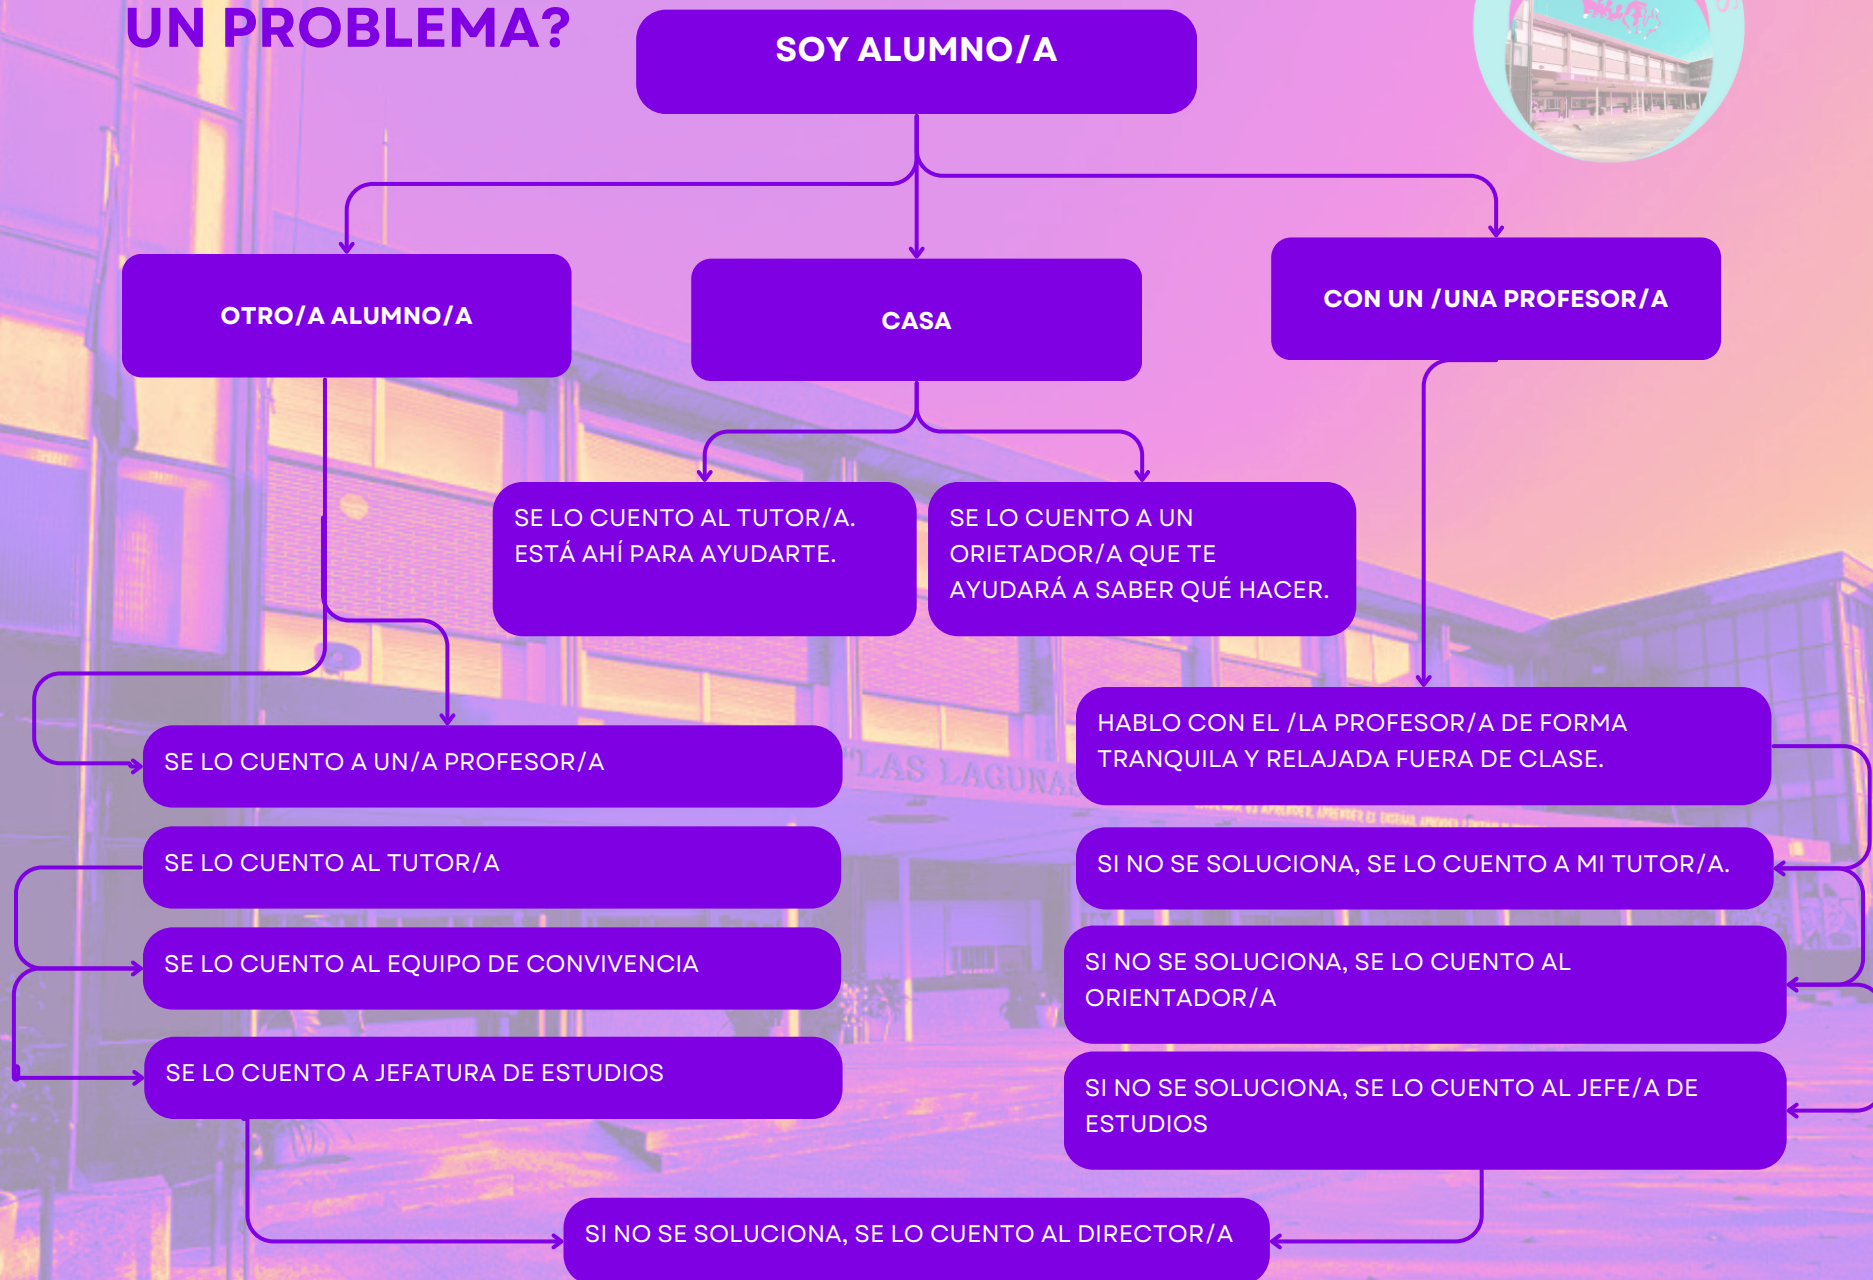 UN PROBLEMA?
SOY ALUMNO/A
OTRO/A ALUMNO/A
CASA
CON UN /UNA PROFESOR/A
SE LO CUENTO AL TUTOR/A.
ESTÁ AHÍ PARA AYUDARTE.
SE LO CUENTO A UN
ORIETADOR/A QUE TE
AYUDARÁ A SABER QUÉ HACER.
SE LO CUENTO A UN/A PROFESOR/A
SE LO CUENTO AL TUTOR/A
SE LO CUENTO AL EQUIPO DE CONVIVENCIA
SE LO CUENTO A JEFATURA DE ESTUDIOS
HABLO CON EL /LA PROFESOR/A DE FORMA
TRANQUILA Y RELAJADA FUERA DE CLASE.
SI NO SE SOLUCIONA, SE LO CUENTO A MI TUTOR/A.
SI NO SE SOLUCIONA, SE LO CUENTO AL
ORIENTADOR/A
SI NO SE SOLUCIONA, SE LO CUENTO AL JEFE/A DE
ESTUDIOS
SI NO SE SOLUCIONA, SE LO CUENTO AL DIRECTOR/A
"LAS LAGUNAS